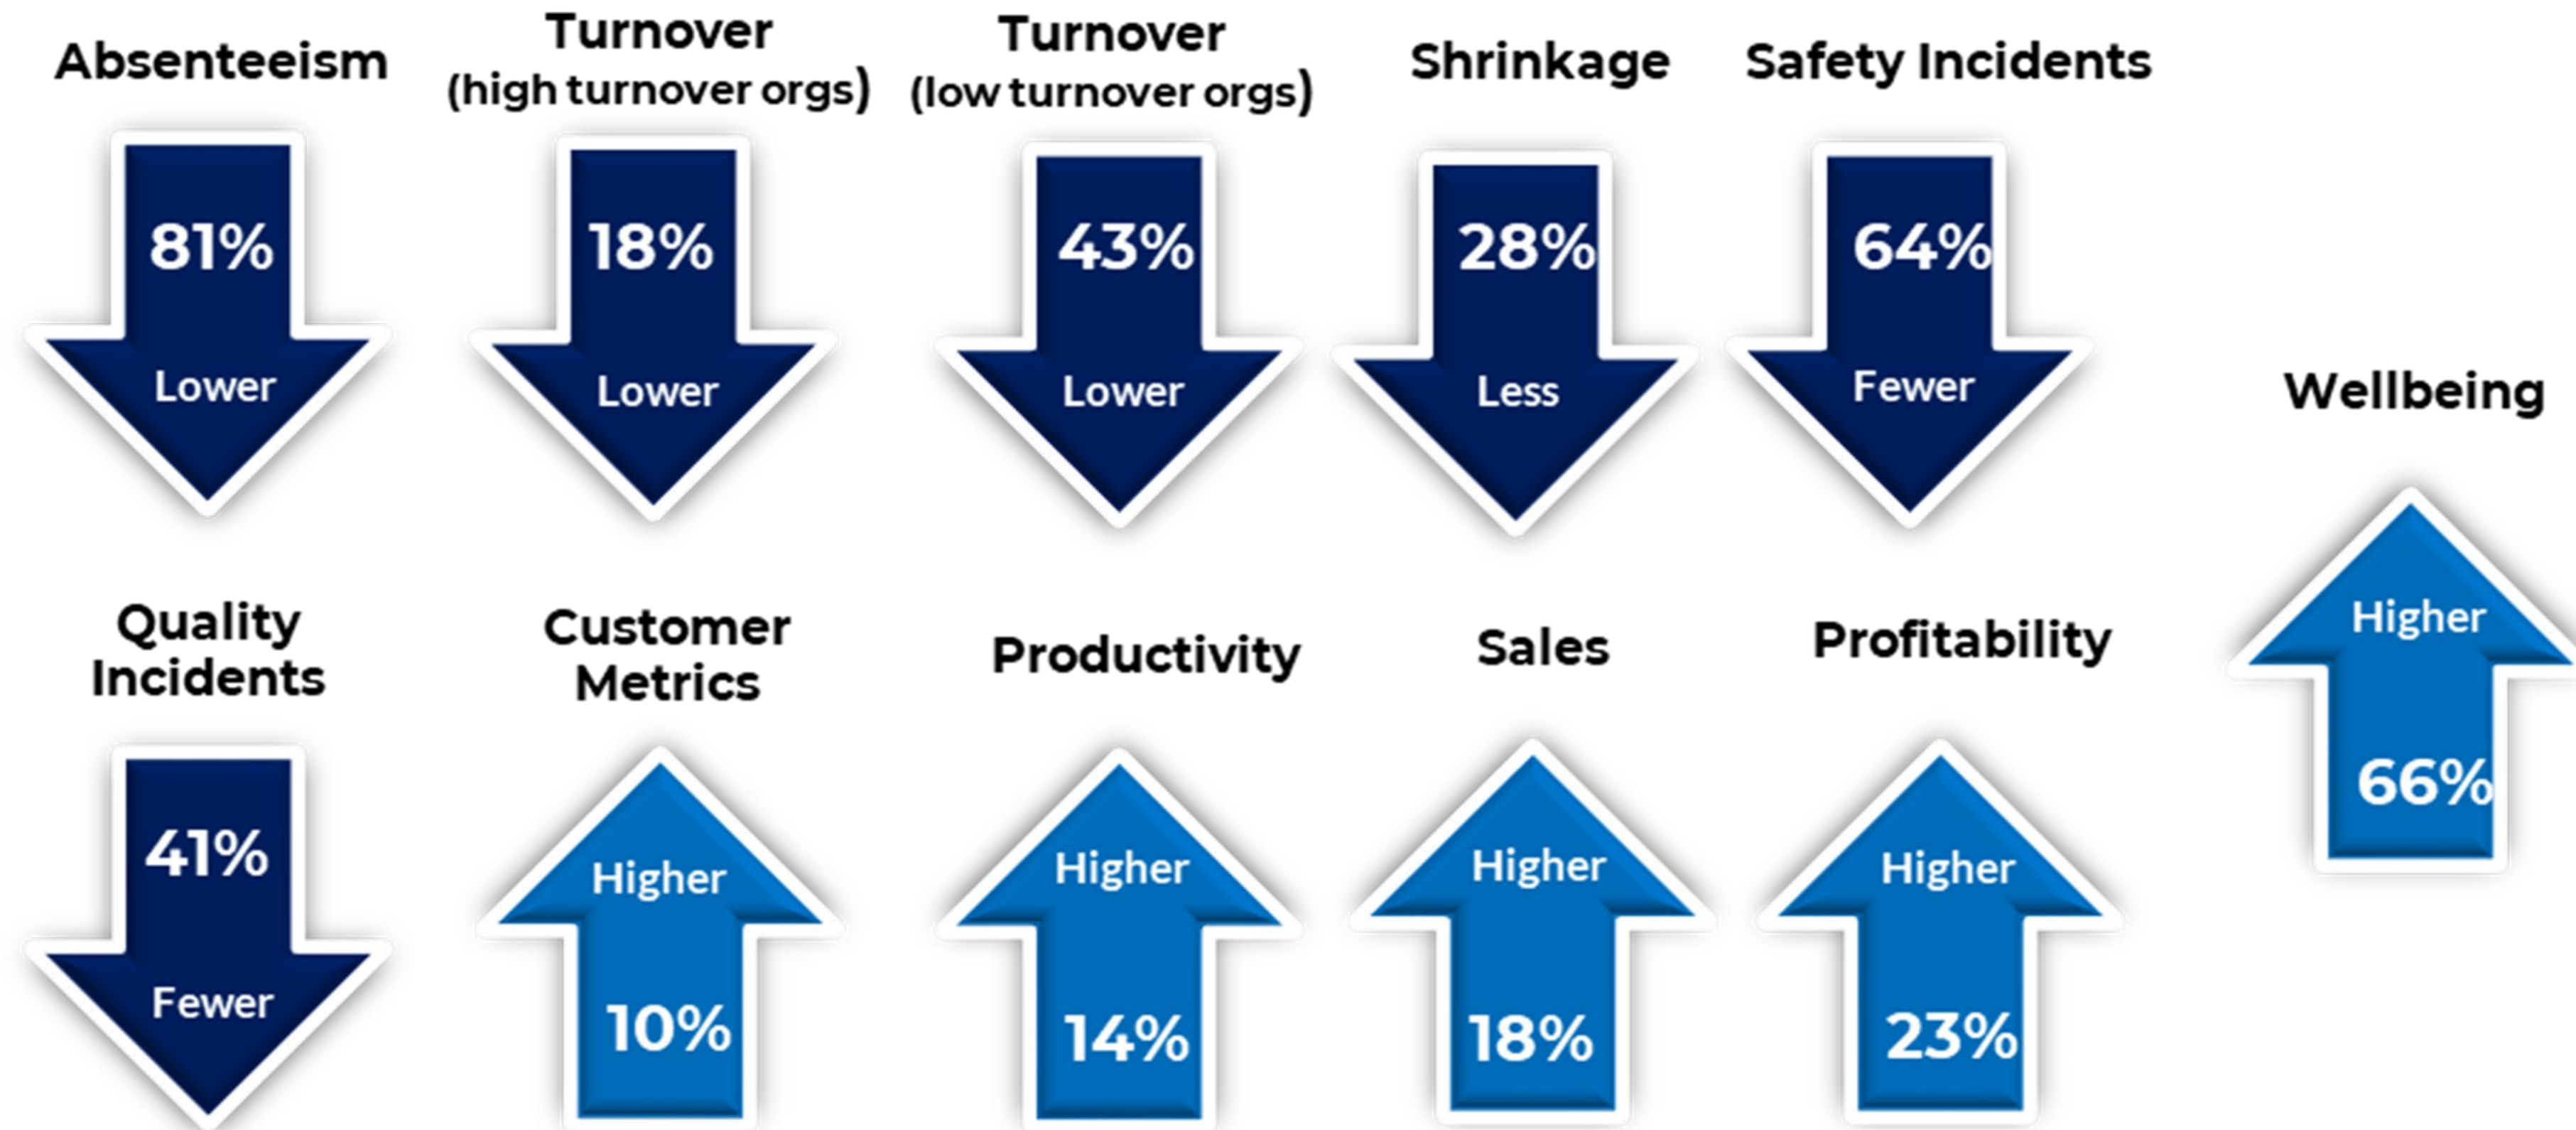 Absenteeism
81%
Lower
Turnover
(high turnover orgs)
18%
Lower
Turnover
(low turnover orgs)
43%
Lower
Shrinkage
28%
Less
Safety Incidents
64%
Fewer
Quality
Incidents
41%
Fewer
Customer
Metrics
Higher
10%
Productivity
Higher
14%
Sales
Higher
18%
Profitability
Higher
23%
Wellbeing
Higher
66%